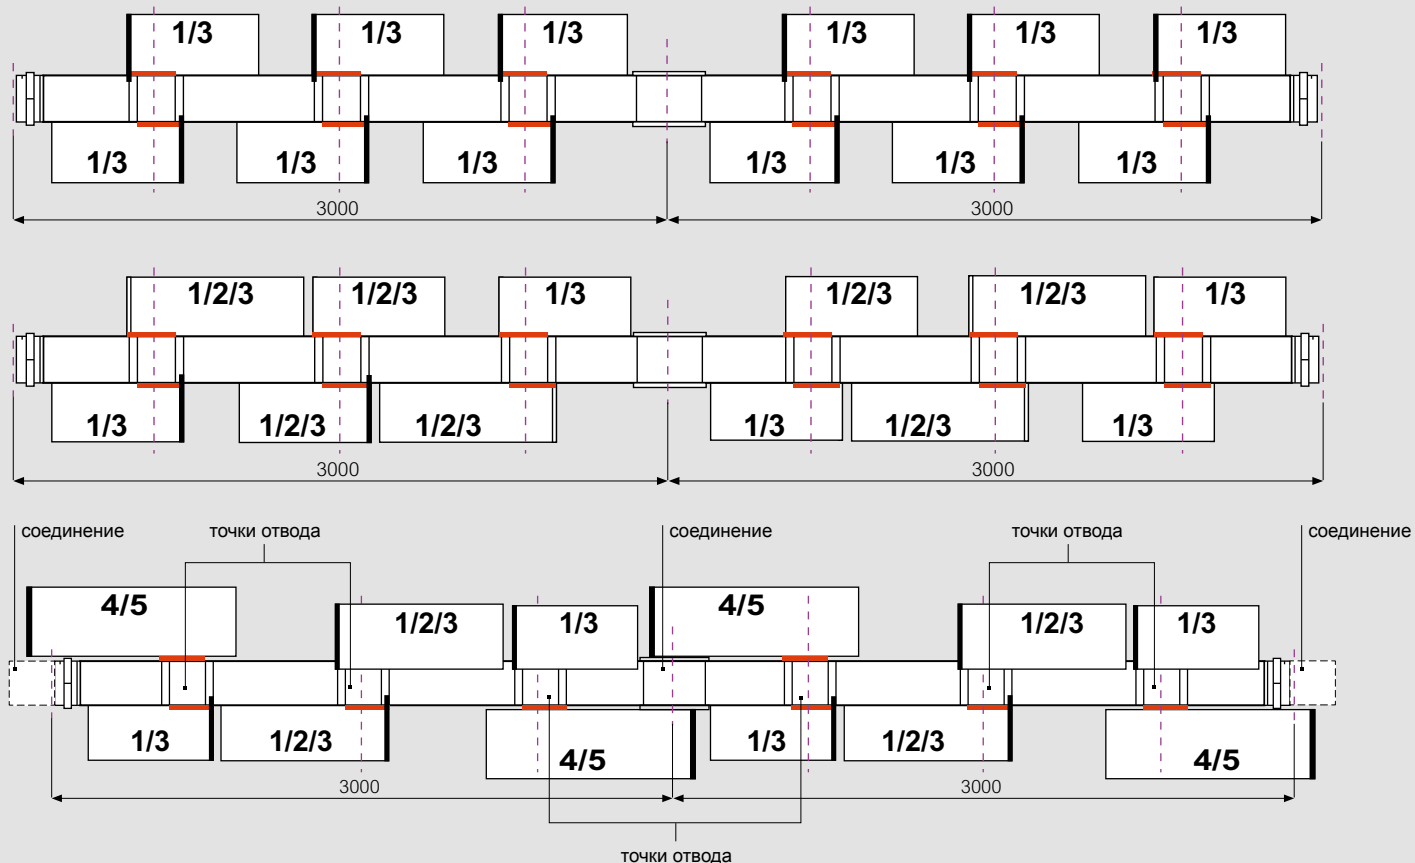 1/3 1/3 1/3 1/3 1/3 1/3
1/3 1/3 1/3 1/3 1/3 1/3
3000 3000
1/2/3 1/2/3 1/3 1/2/3 1/2/3 1/3
1/3 1/2/3 1/2/3 1/3 1/2/3 1/3
3000 3000
соединение точки отвода соединение точки отвода соединение
4/5 1/2/3 1/3 4/5 1/2/3 1/3
1/3 1/2/3 4/5 1/3 1/2/3 4/5
3000 3000
точки отвода